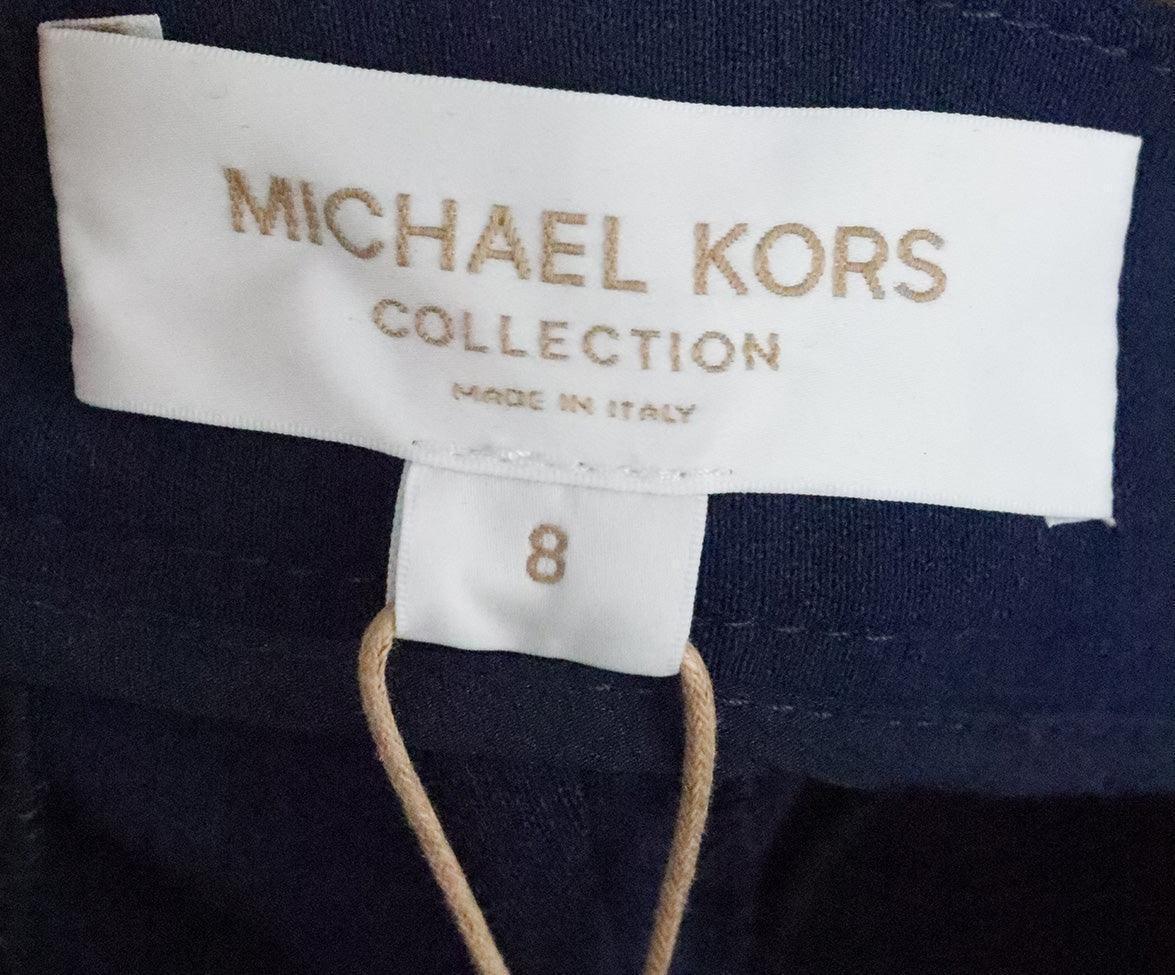 MICHAEL KORS
COLLECTION
MADE IN ITALY
8